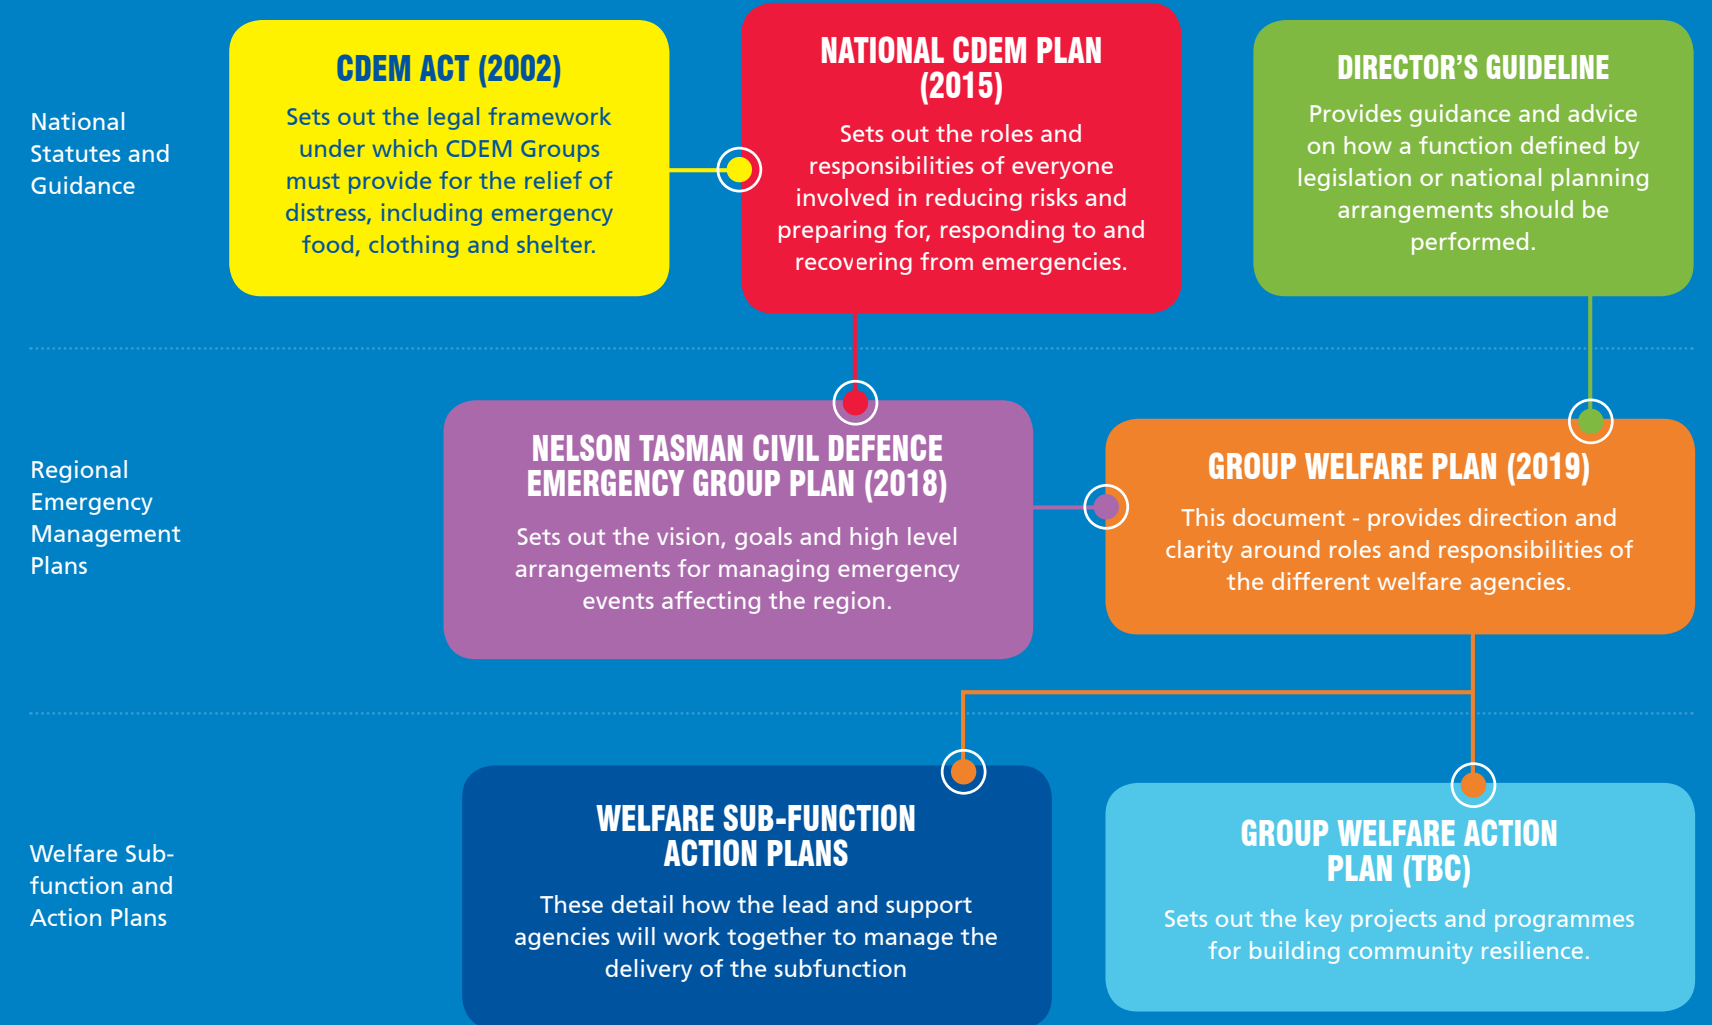 National
Statutes and
Guidance
CDEM ACT (2002)
Sets out the legal framework
under which CDEM Groups
must provide for the relief of
distress, including emergency
food, clothing and shelter.
NATIONAL CDEM PLAN
(2015)
Sets out the roles and
responsibilities of everyone
involved in reducing risks and
preparing for, responding to and
recovering from emergencies.
DIRECTOR'S GUIDELINE
Provides guidance and advice
on how a function defined by
legislation or national planning
arrangements should be
performed.
Regional
Emergency
Management
Plans
NELSON TASMAN CIVIL DEFENCE
EMERGENCY GROUP PLAN (2018)
Sets out the vision, goals and high level
arrangements for managing emergency
events affecting the region.
GROUP WELFARE PLAN (2019)
This document - provides direction and
clarity around roles and responsibilities of
the different welfare agencies.
Welfare Sub-
function and
Action Plans
WELFARE SUB-FUNCTION
ACTION PLANS
These detail how the lead and support
agencies will work together to manage the
delivery of the subfunction
GROUP WELFARE ACTION
PLAN (TBC)
Sets out the key projects and programmes
for building community resilience.